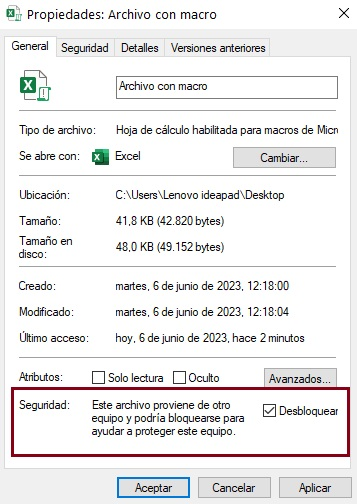 Propiedades: Archivo con macro
General Seguridad Detalles Versiones anteriores
Archivo con macro
Tipo de archivo: Hoja de cálculo habilitada para macros de Micr
Se abre con: Excel Cambiar...
Ubicación: C:\Users\Lenovo ideapad\Desktop
Tamaño: 41,8 KB (42.820 bytes)
Tamaño en
disco: 48,0 KB (49.152 bytes)
Creado: martes, 6 de junio de 2023, 12:18:00
Modificado: martes, 6 de junio de 2023, 12:18:04
Último acceso: hoy, 6 de junio de 2023, hace 2 minutos
Atributos: Solo lectura Oculto Avanzados...
Seguridad: Este archivo proviene de otro
equipo y podría bloquearse para
ayudar a proteger este equipo.
Desbloquear
Aceptar Cancelar Aplicar